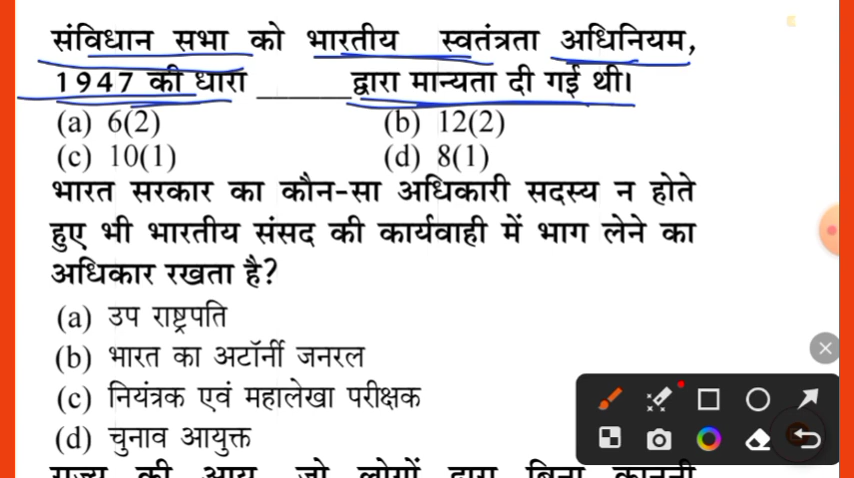 संविधान सभा को भारतीय स्वतंत्रता अधिनियम,
1947 की धारा ______ द्वारा मान्यता दी गई थी।
(a) 6(2) (b) 12(2)
(c) 10(1) (d) 8(1)
भारत सरकार का कौन-सा अधिकारी सदस्य न होते
हुए भी भारतीय संसद की कार्यवाही में भाग लेने का
अधिकार रखता है?
(a) उप राष्ट्रपति
(b) भारत का अटॉर्नी जनरल
(c) नियंत्रक एवं महालेखा परीक्षक
(d) चुनाव आयुक्त
राज्य की आय, जो लोगों द्वारा बिना कानूनी